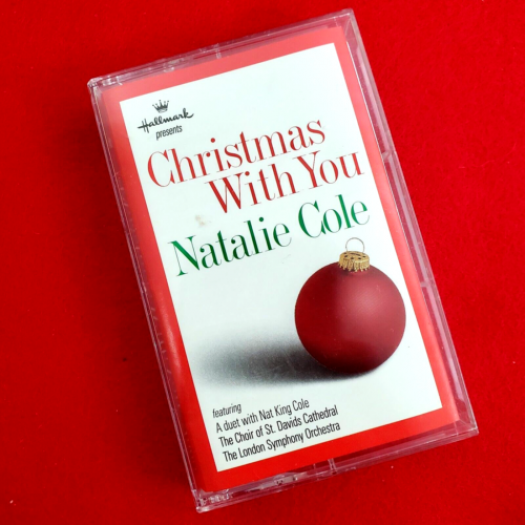 Hallmark
presents
Christmas
With You
Natalie Cole
featuring
A duet with Nat King Cole
The Choir of St. Davids Cathedral
The London Symphony Orchestra